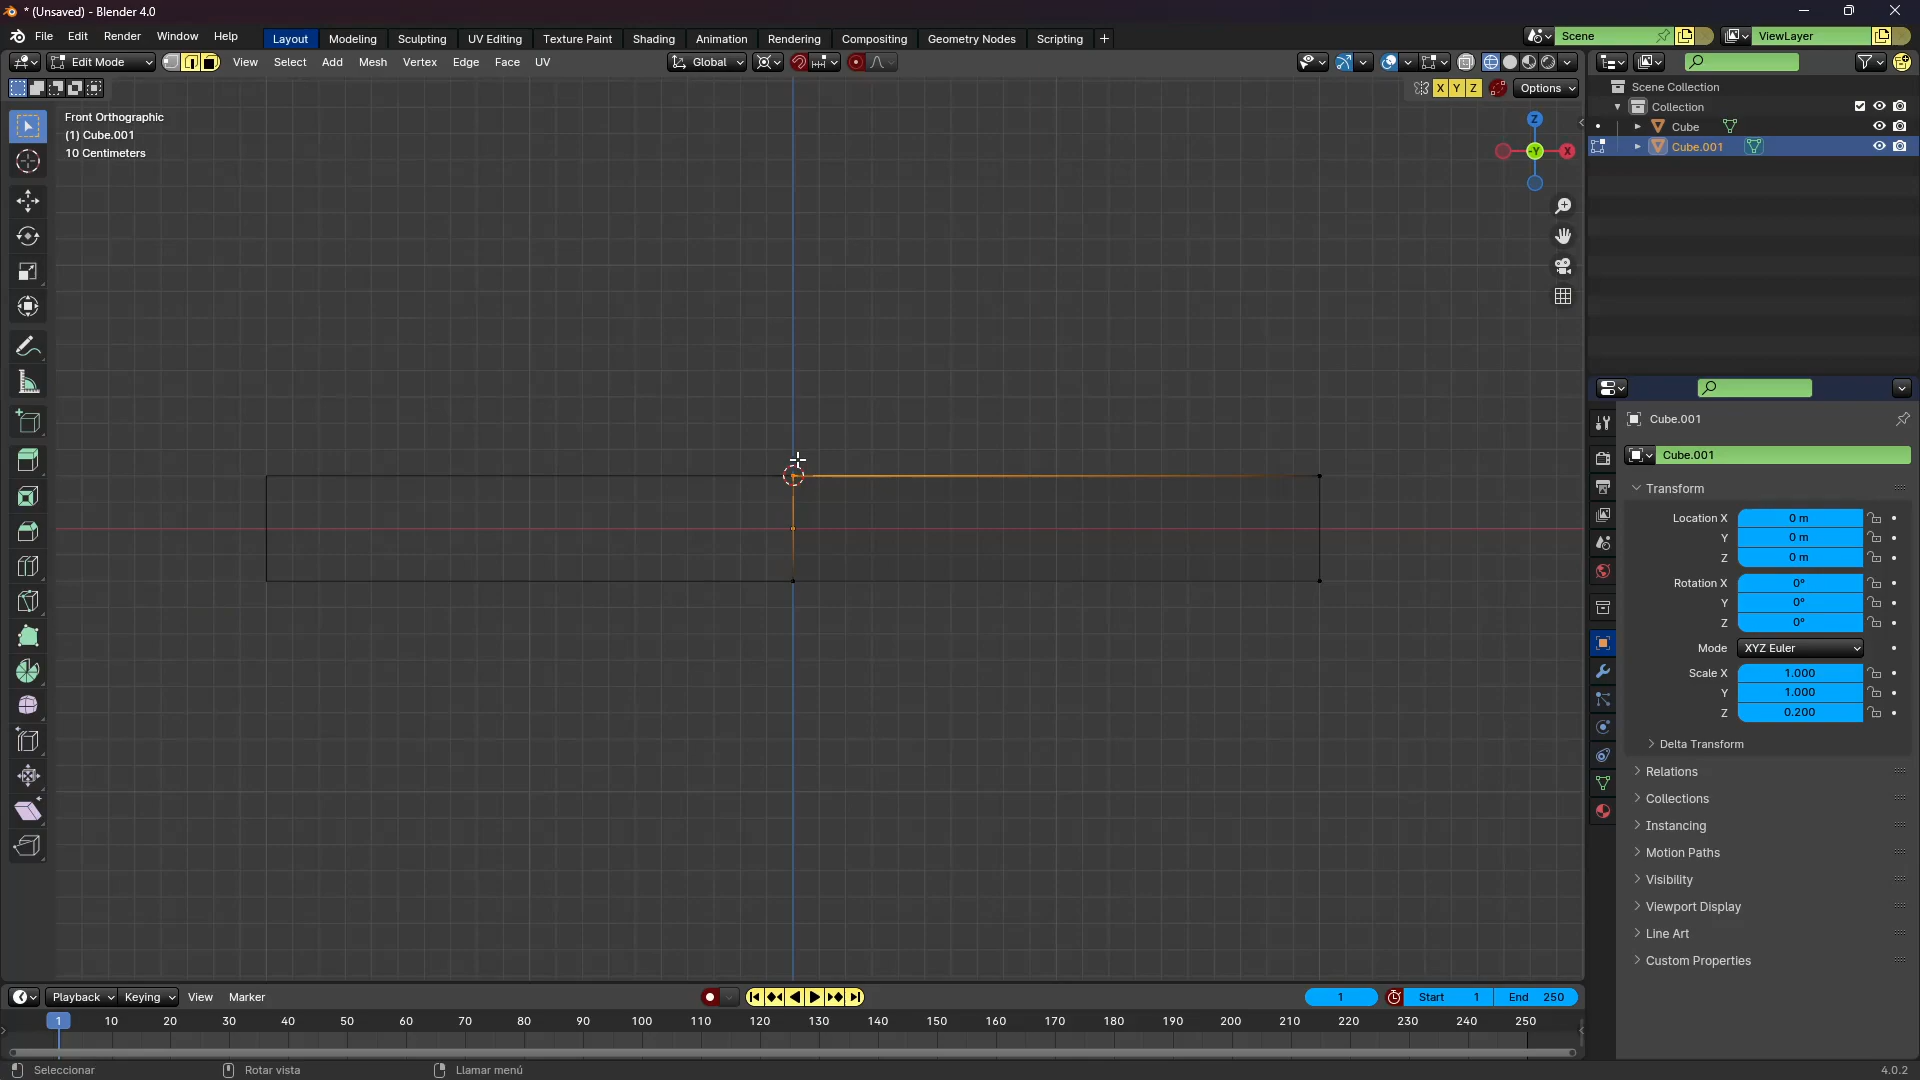 * (Unsaved) - Blender 4.0
File Edit Render Window Help
Layout Modeling Sculpting UV Editing Texture Paint Shading Animation Rendering Compositing Geometry Nodes Scripting +
Scene
ViewLayer
Edit Mode
View Select Add Mesh Vertex Edge Face UV
Global
X Y Z
Options
Front Orthographic
(1) Cube.001
10 Centimeters
Z
-Y
X
Scene Collection
Collection
Cube
Cube.001
Cube.001
Cube.001
Transform
Location X 0 m
Y 0 m
Z 0 m
Rotation X 0°
Y 0°
Z 0°
Mode XYZ Euler
Scale X 1.000
Y 1.000
Z 0.200
Delta Transform
Relations
Collections
Instancing
Motion Paths
Visibility
Viewport Display
Line Art
Custom Properties
Playback Keying View Marker
1
Start 1
End 250
1 10 20 30 40 50 60 70 80 90 100 110 120 130 140 150 160 170 180 190 200 210 220 230 240 250
Seleccionar
Rotar vista
Llamar menú
4.0.2